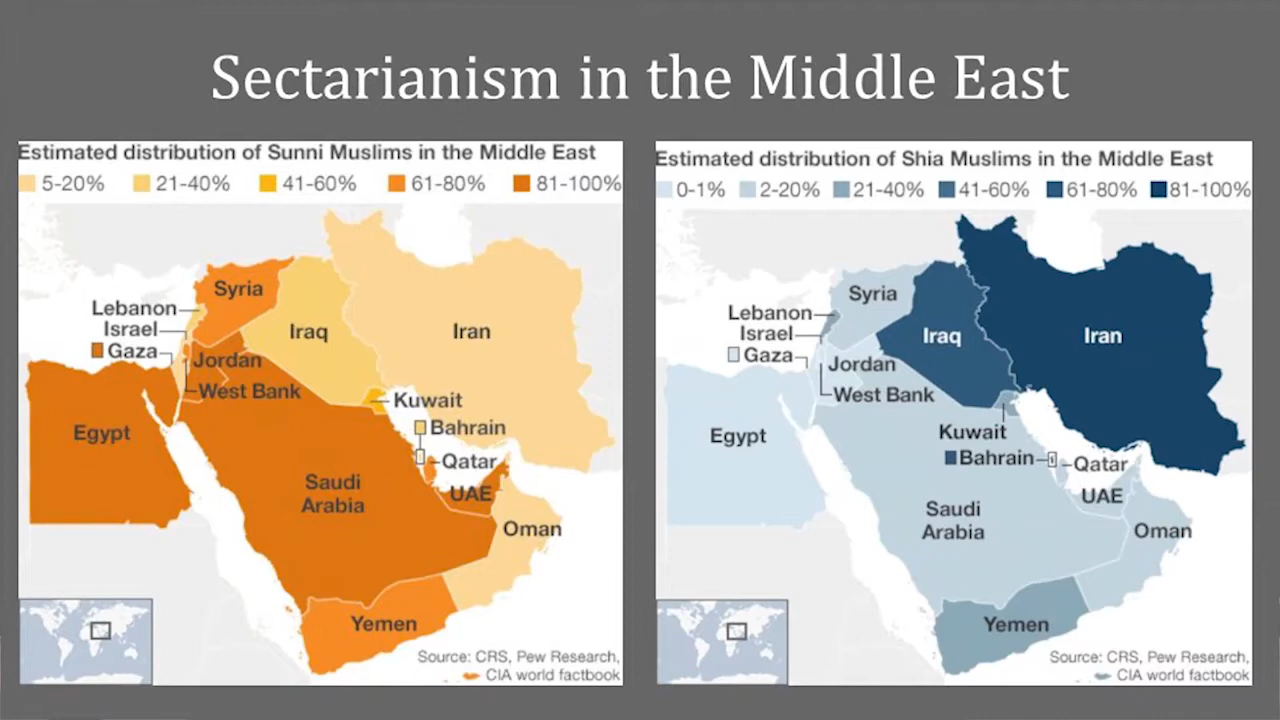 Sectarianism in the Middle East
Estimated distribution of Sunni Muslims in the Middle East
5-20% 21-40% 41-60% 61-80% 81-100%
Syria
Lebanon
Israel
Gaza
Iraq
Iran
Jordan
West Bank
Kuwait
Egypt
Bahrain
Qatar
Saudi
Arabia
UAE
Oman
Yemen
Source: CRS, Pew Research,
CIA world factbook
Estimated distribution of Shia Muslims in the Middle East
0-1% 2-20% 21-40% 41-60% 61-80% 81-100%
Syria
Lebanon
Israel
Gaza
Iraq
Iran
Jordan
West Bank
Kuwait
Egypt
Bahrain
Qatar
UAE
Saudi
Arabia
Oman
Yemen
Source: CRS, Pew Research,
CIA world factbook